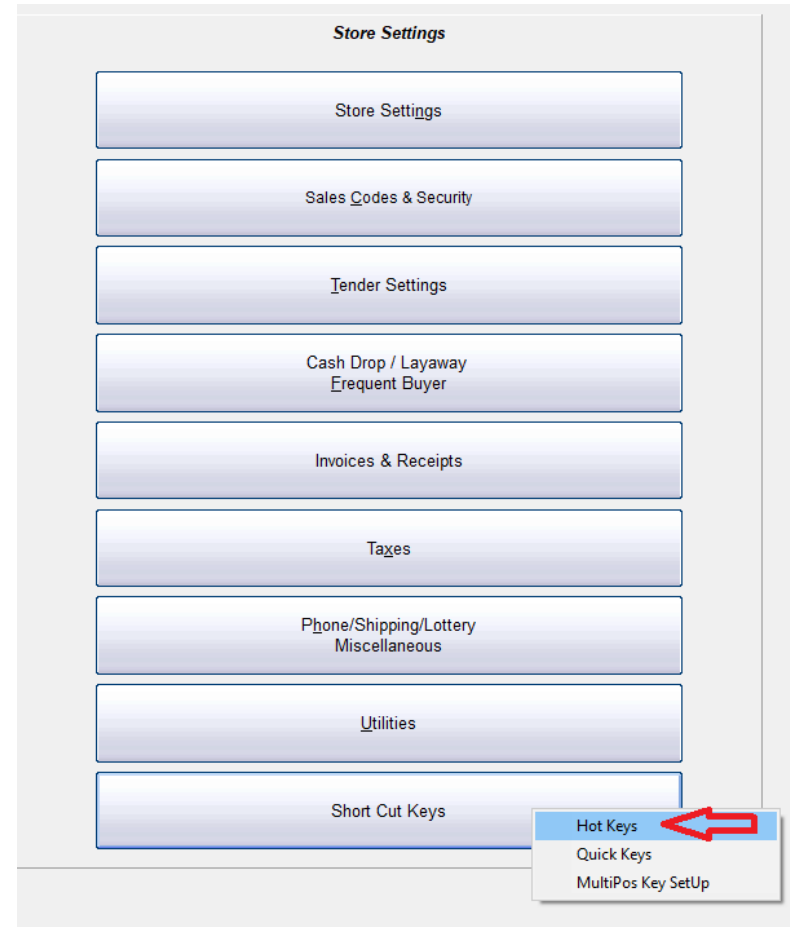 Store Settings
Store Settings
Sales Codes & Security
Tender Settings
Cash Drop / Layaway
Frequent Buyer
Invoices & Receipts
Taxes
Phone/Shipping/Lottery
Miscellaneous
Utilities
Short Cut Keys
Hot Keys
Quick Keys
MultiPos Key SetUp